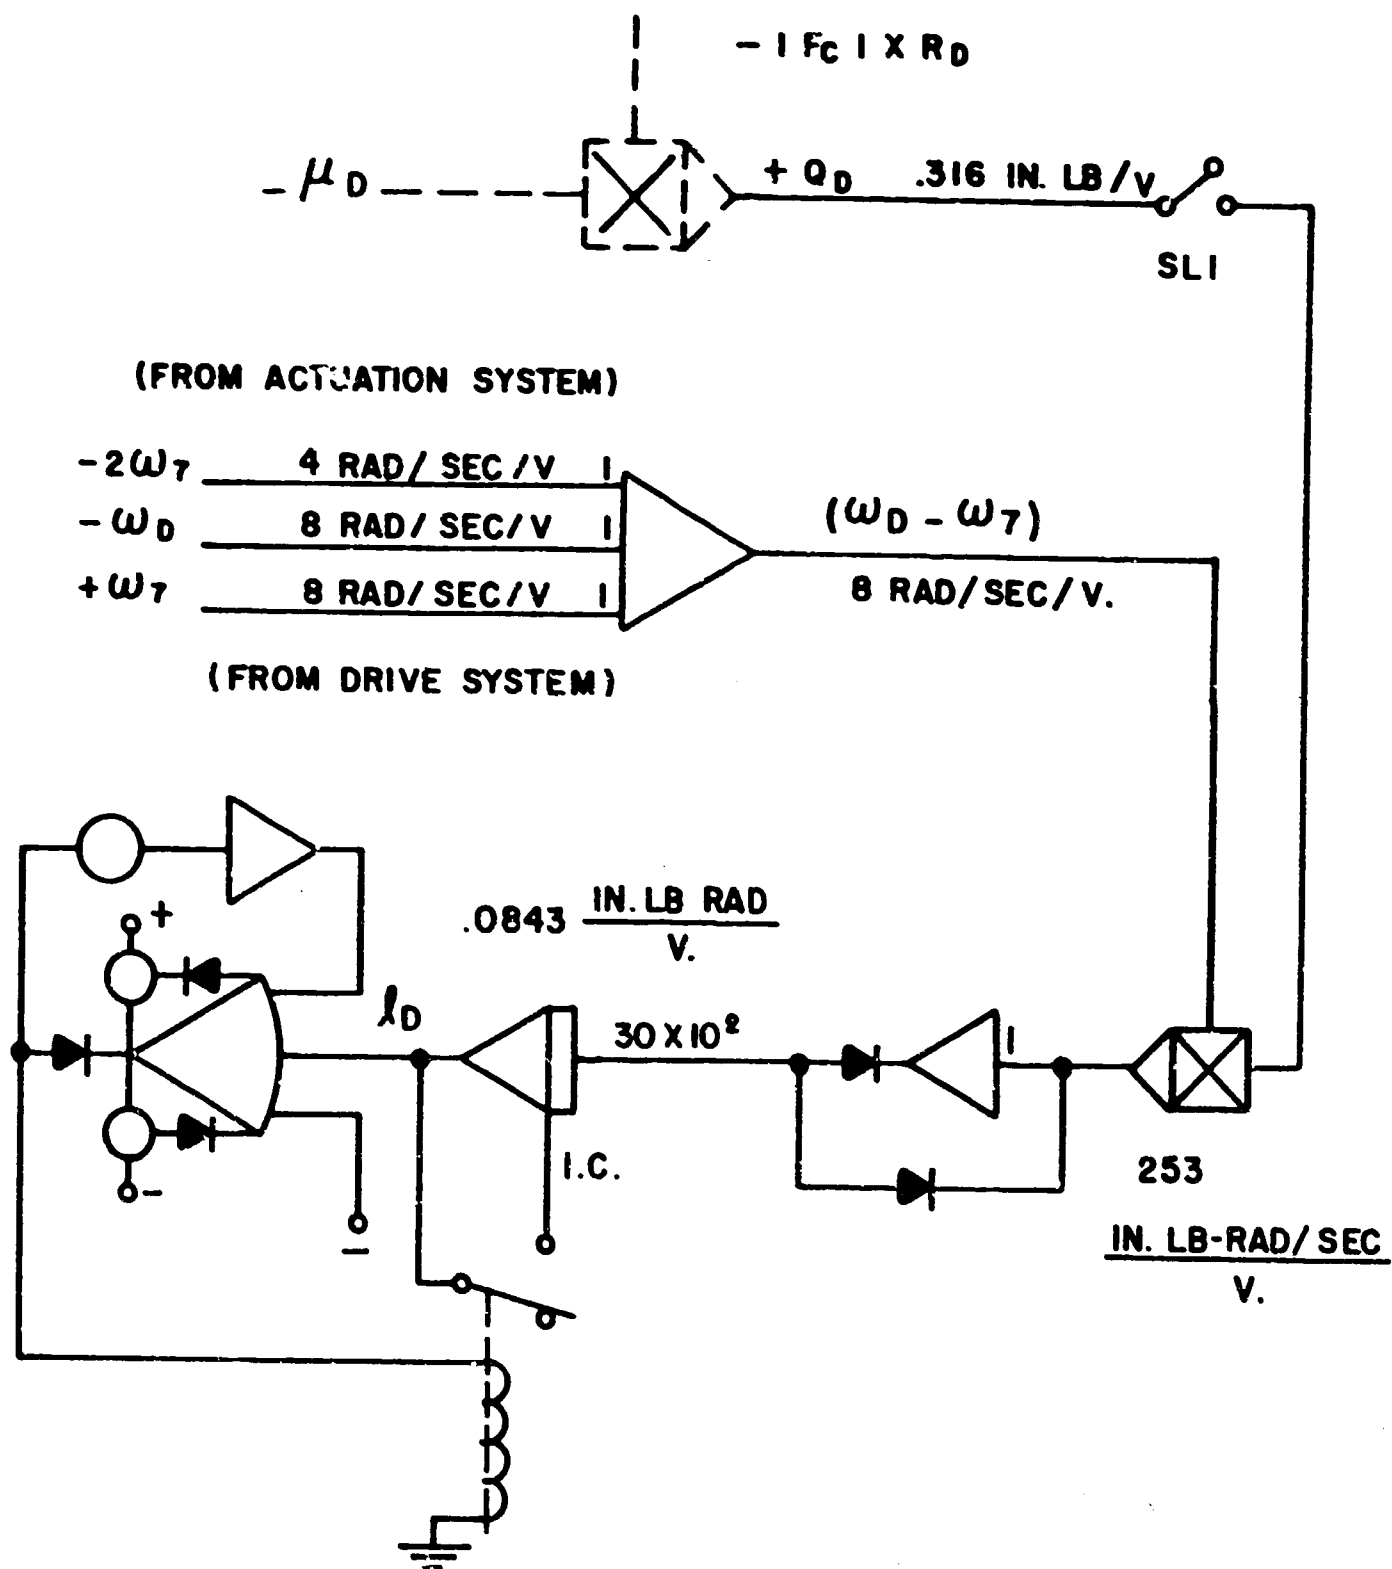 - | FC | X RD
- μD
+ QD .316 IN. LB/V
SL1
(FROM ACTUATION SYSTEM)
-2ω7 4 RAD/SEC/V 1
-ωD 8 RAD/SEC/V 1
+ω7 8 RAD/SEC/V 1
(ωD - ω7)
8 RAD/SEC/V.
(FROM DRIVE SYSTEM)
.0843 IN. LB RAD
V.
+
lD
30 X 10²
1
I.C.
-
-
253
IN. LB-RAD/SEC
V.